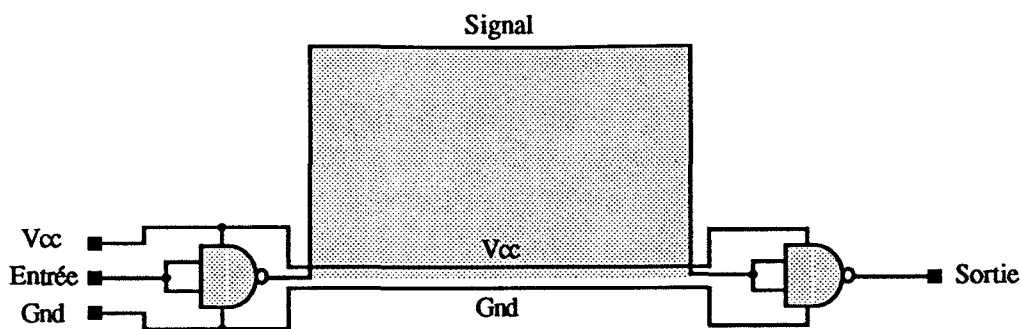 Signal
Vcc
Entrée
Gnd
Vcc
Gnd
Sortie